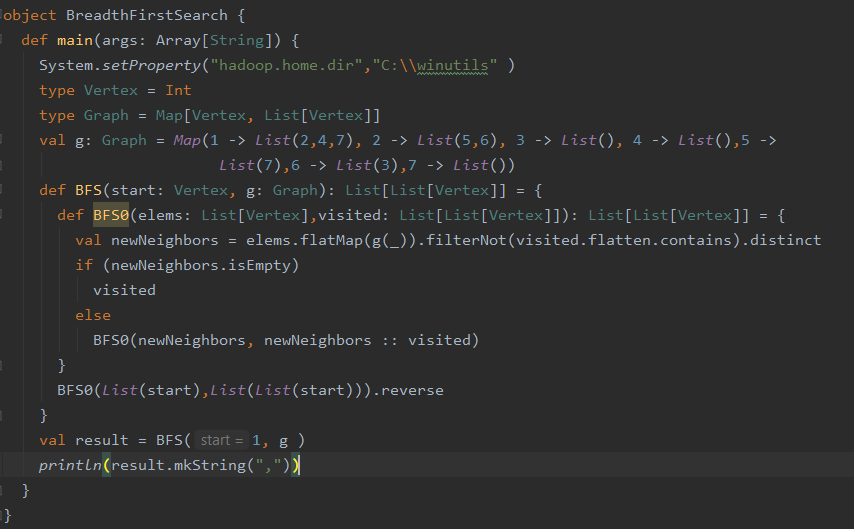 object BreadthFirstSearch {
def main(args: Array[String]) {
System.setProperty("hadoop.home.dir","C:\\winutils" )
type Vertex = Int
type Graph = Map[Vertex, List[Vertex]]
val g: Graph = Map(1 -> List(2,4,7), 2 -> List(5,6), 3 -> List(), 4 -> List(),5 ->
List(7),6 -> List(3),7 -> List())
def BFS(start: Vertex, g: Graph): List[List[Vertex]] = {
def BFS0(elems: List[Vertex],visited: List[List[Vertex]]): List[List[Vertex]] = {
val newNeighbors = elems.flatMap(g(_)).filterNot(visited.flatten.contains).distinct
if (newNeighbors.isEmpty)
visited
else
BFS0(newNeighbors, newNeighbors :: visited)
}
BFS0(List(start),List(List(start))).reverse
}
val result = BFS( start = 1, g )
println(result.mkString(","))
}
}